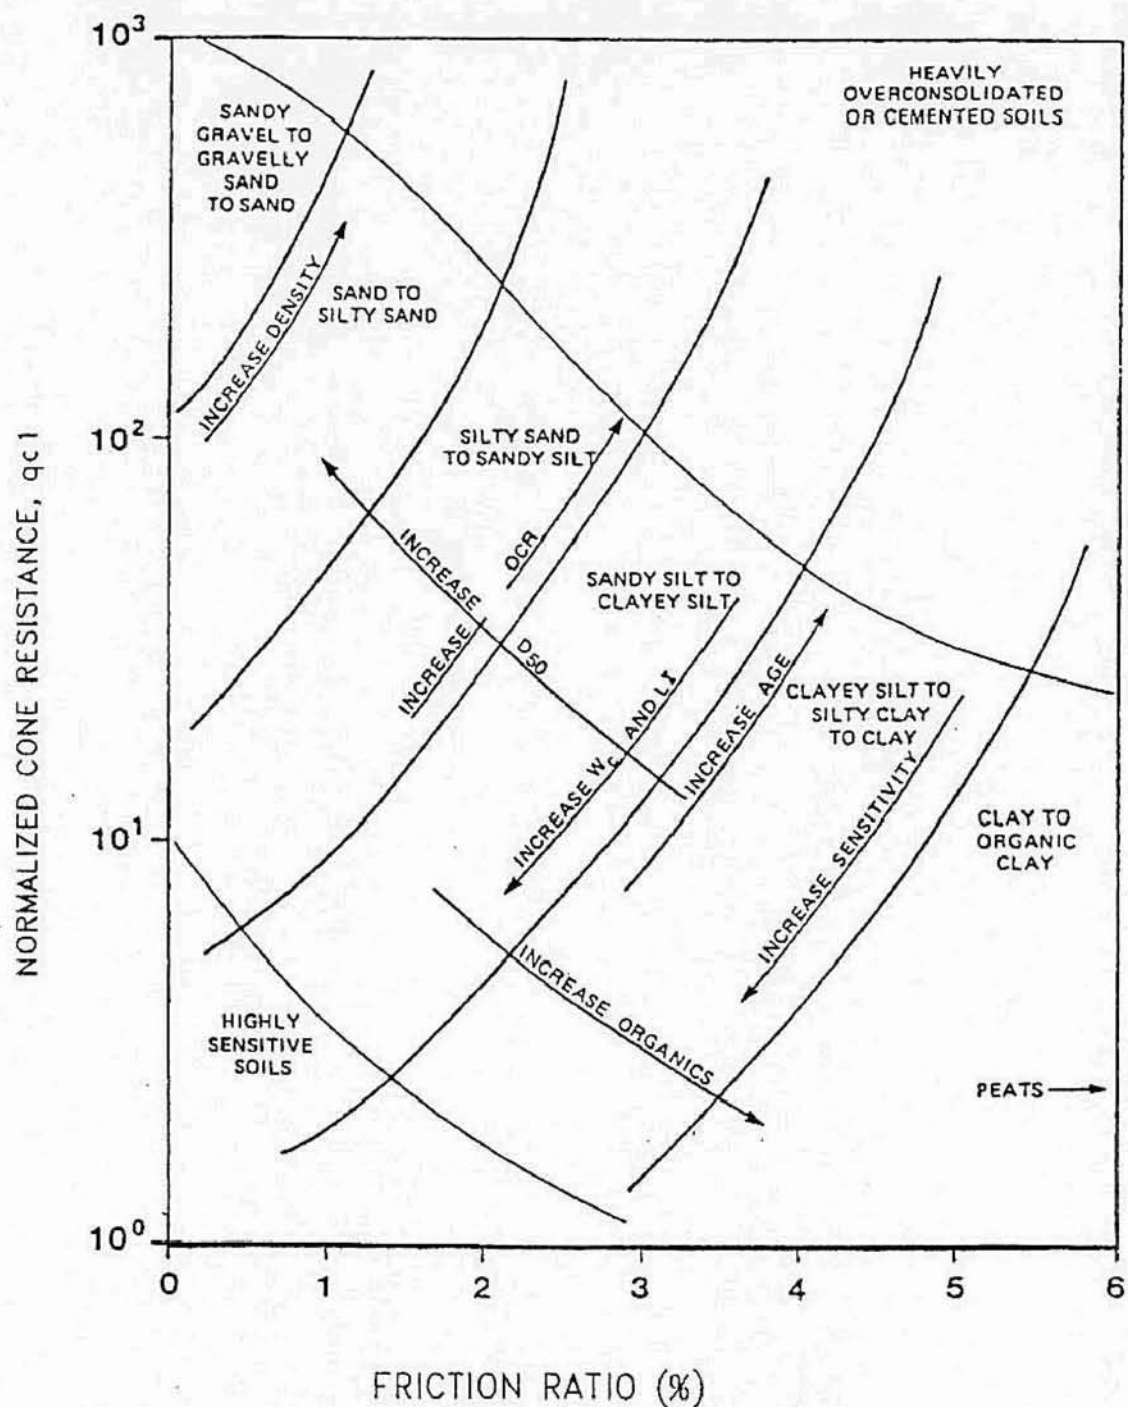 10³
HEAVILY
OVERCONSOLIDATED
OR CEMENTED SOILS
SANDY
GRAVEL TO
GRAVELLY
SAND
TO SAND
INCREASE DENSITY
SAND TO
SILTY SAND
10²
SILTY SAND
TO SANDY SILT
OCR
INCREASE
D50
INCREASE
SANDY SILT TO
CLAYEY SILT
INCREASE Wc AND LI
INCREASE AGE
CLAYEY SILT TO
SILTY CLAY
TO CLAY
INCREASE SENSITIVITY
CLAY TO
ORGANIC
CLAY
10¹
INCREASE ORGANICS
HIGHLY
SENSITIVE
SOILS
PEATS
10⁰
0 1 2 3 4 5 6
NORMALIZED CONE RESISTANCE, qc1
FRICTION RATIO (%)